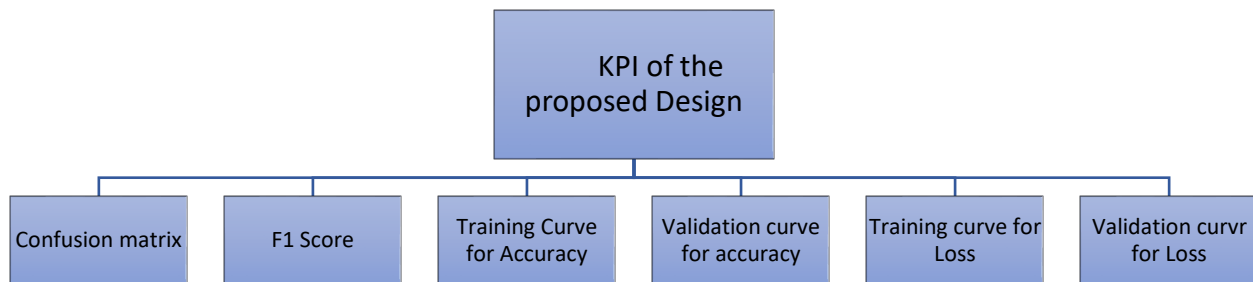 KPI of the
proposed Design
Confusion matrix
F1 Score
Training Curve
for Accuracy
Validation curve
for accuracy
Training curve for
Loss
Validation curvr
for Loss